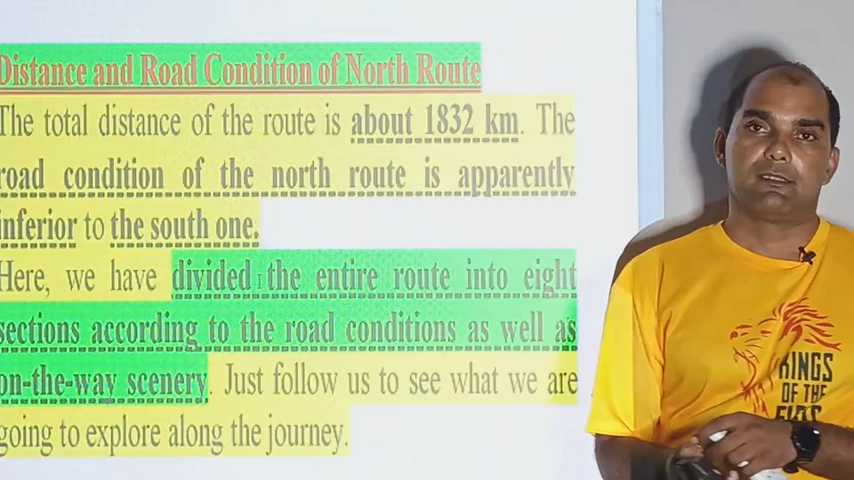 Distance and Road Condition of North Route
The total distance of the route is about 1832 km. The
road condition of the north route is apparently
inferior to the south one.
Here, we have divided the entire route into eight
sections according to the road conditions as well as
on-the-way scenery. Just follow us to see what we are
going to explore along the journey.
KINGS
OF THE